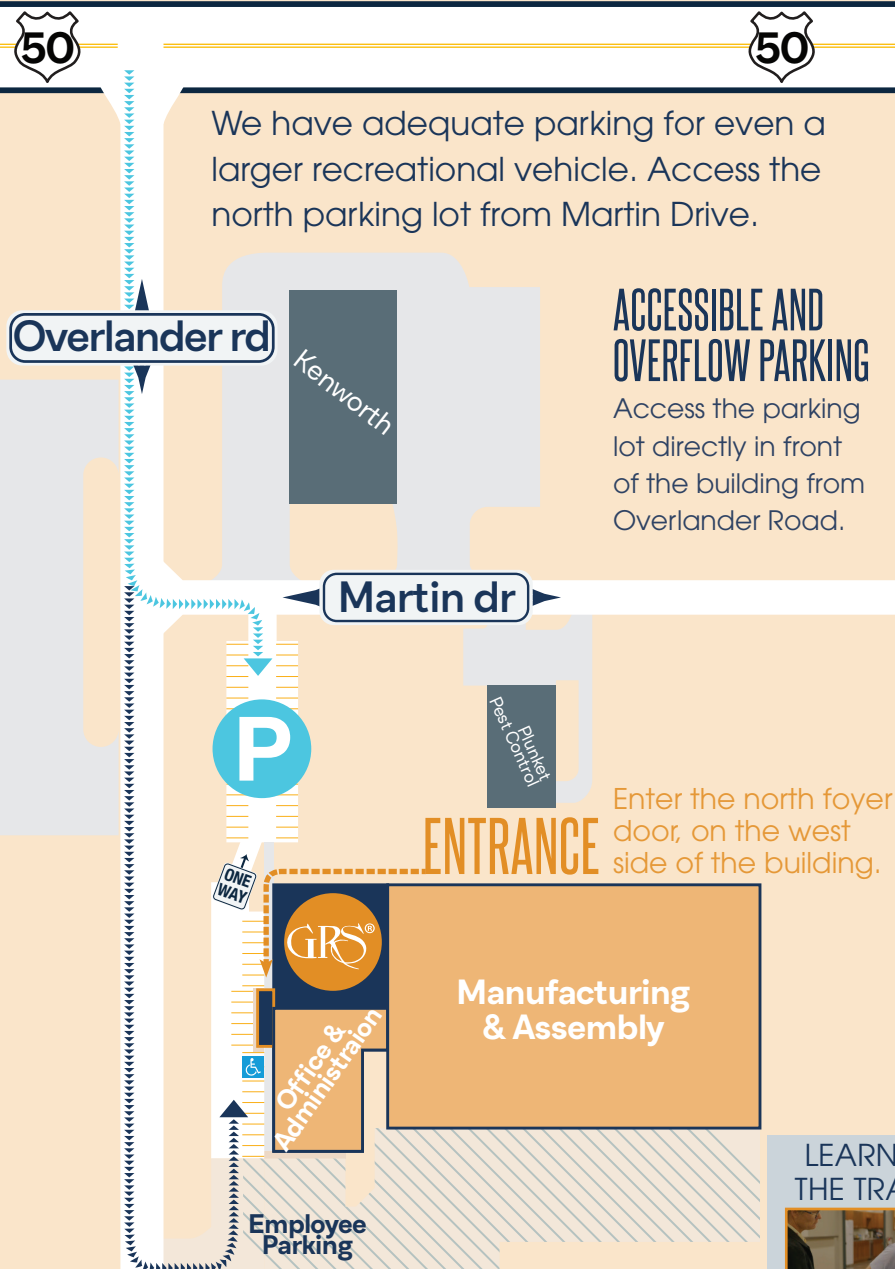 50
50
We have adequate parking for even a
larger recreational vehicle. Access the
north parking lot from Martin Drive.
Overlander rd
Kenworth
ACCESSIBLE AND
OVERFLOW PARKING
Access the parking
lot directly in front
of the building from
Overlander Road.
Martin dr
P
Plunket
Pest Control
ENTRANCE
Enter the north foyer
door, on the west
side of the building.
ONE
WAY
GRS®
Manufacturing
& Assembly
Office &
Administraion
Employee
Parking
LEARN
THE TRA